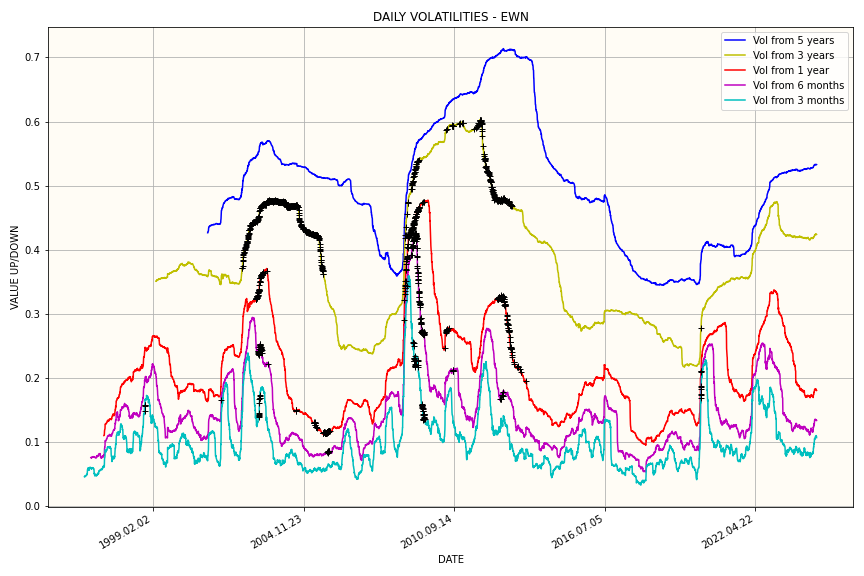 DAILY VOLATILITIES - EWN
Vol from 5 years
Vol from 3 years
Vol from 1 year
Vol from 6 months
Vol from 3 months
VALUE UP/DOWN
0.7
0.6
0.5
0.4
0.3
0.2
0.1
0.0
1999.02.02
2004.11.23
2010.09.14
2016.07.05
2022.04.22
DATE